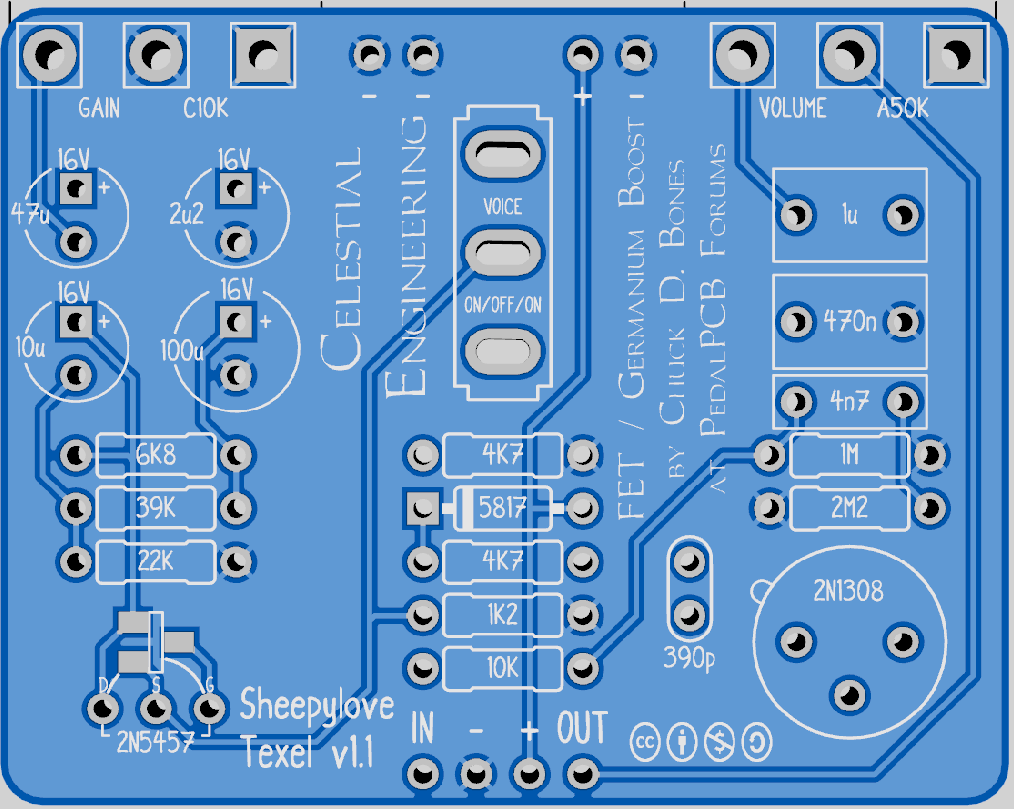 - - + -
GAIN C10K VOLUME A50K
16V 16V
+ +
47u 2u2
16V 16V
+ +
10u 100u
CELESTIAL
ENGINEERING
VOICE
ON/OFF/ON
FET / GERMANIUM BOOST
BY CHUCK D. BONES
AT PEDALPCB FORUMS
1u
470n
4n7
6K8 4K7 1M
39K 5817 2M2
22K 4K7
1K2
10K
2N1308
390p
D S G
2N5457
Sheepylove
Texel v1.1
IN - + OUT
cc